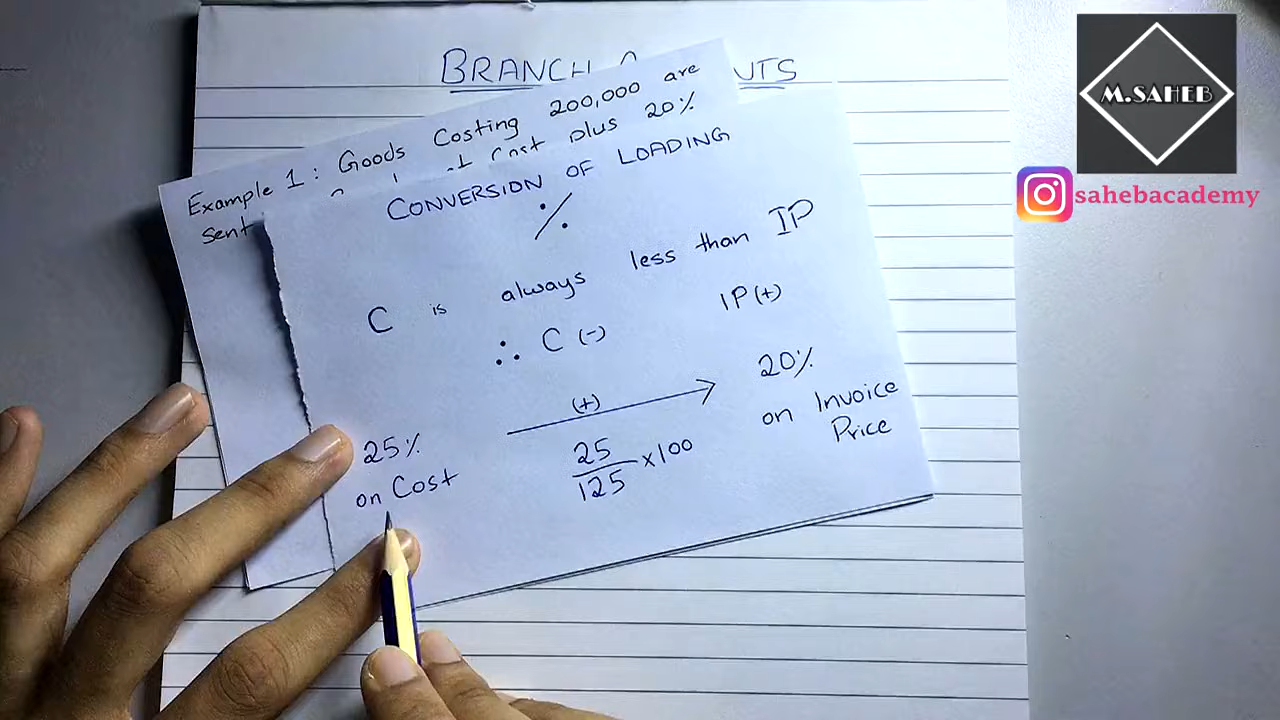 BRANCH
Example 1: Goods Costing 200,000 are
sent Cost plus 20%
CONVERSION OF LOADING
%
C is always less than IP
∴ C (-) IP (+)
25% on Cost
(+)
25/125 x100
20% on Invoice Price
M.SAHEB
sahebacademy